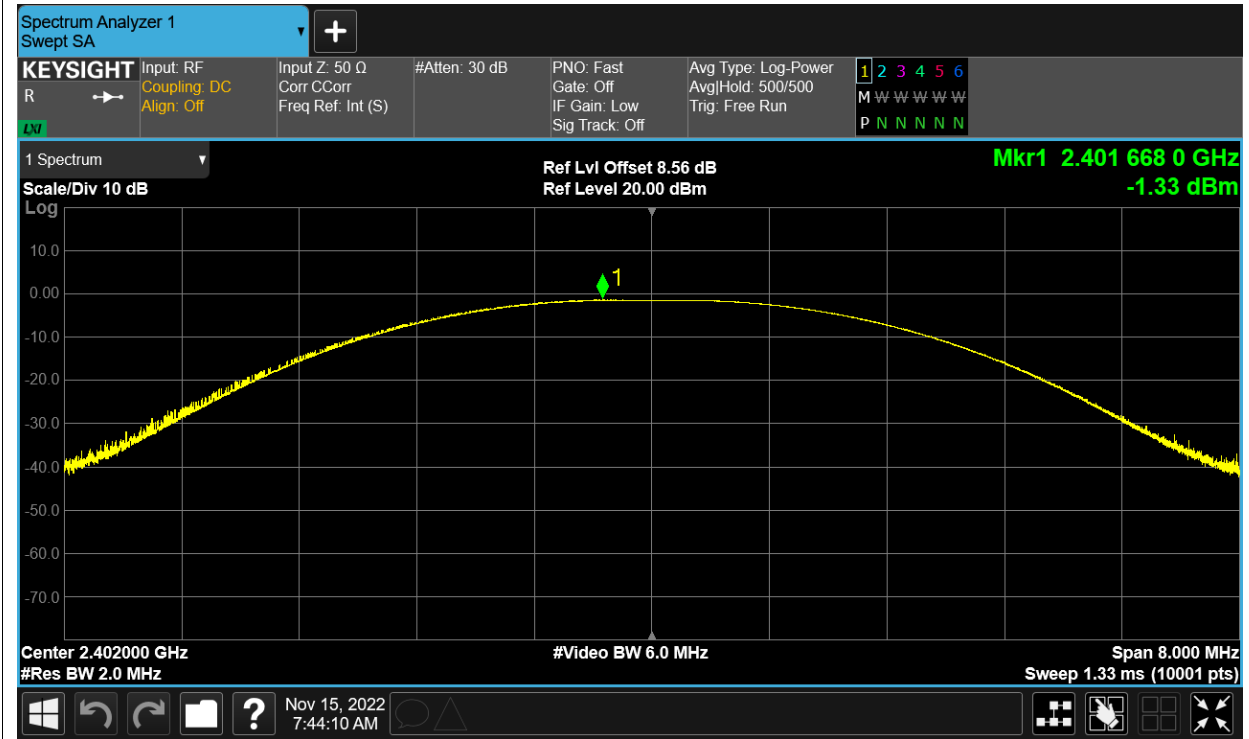 Spectrum Analyzer 1
Swept SA
KEYSIGHT
R
LXI
Input: RF
Coupling: DC
Align: Off
Input Z: 50 Ω
Corr CCorr
Freq Ref: Int (S)
#Atten: 30 dB
PNO: Fast
Gate: Off
IF Gain: Low
Sig Track: Off
Avg Type: Log-Power
Avg|Hold: 500/500
Trig: Free Run
1 2 3 4 5 6
M W W W W W
P N N N N N N
1 Spectrum
Scale/Div 10 dB
Log
Ref Lvl Offset 8.56 dB
Ref Level 20.00 dBm
Mkr1 2.401 668 0 GHz
-1.33 dBm
10.0
0.00
-10.0
-20.0
-30.0
-40.0
-50.0
-60.0
-70.0
1
Center 2.402000 GHz
#Res BW 2.0 MHz
#Video BW 6.0 MHz
Span 8.000 MHz
Sweep 1.33 ms (10001 pts)
?
Nov 15, 2022
7:44:10 AM